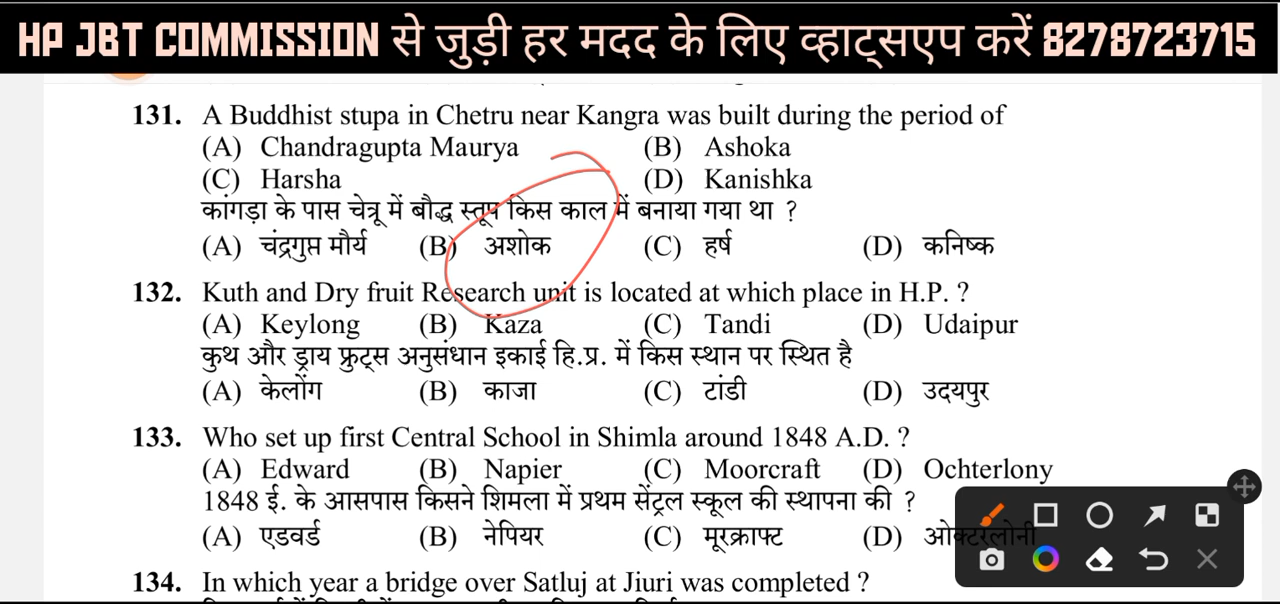 HP JBT COMMISSION से जुड़ी हर मदद के लिए व्हाट्सएप करें 8278723715
131. A Buddhist stupa in Chetru near Kangra was built during the period of
(A) Chandragupta Maurya (B) Ashoka
(C) Harsha (D) Kanishka
कांगड़ा के पास चेत्रू में बौद्ध स्तूप किस काल में बनाया गया था ?
(A) चंद्रगुप्त मौर्य (B) अशोक (C) हर्ष (D) कनिष्क
132. Kuth and Dry fruit Research unit is located at which place in H.P. ?
(A) Keylong (B) Kaza (C) Tandi (D) Udaipur
कुथ और ड्राय फ्रुट्स अनुसंधान इकाई हि.प्र. में किस स्थान पर स्थित है
(A) केलोंग (B) काजा (C) टांडी (D) उदयपुर
133. Who set up first Central School in Shimla around 1848 A.D. ?
(A) Edward (B) Napier (C) Moorcraft (D) Ochterlony
1848 ई. के आसपास किसने शिमला में प्रथम सेंट्रल स्कूल की स्थापना की ?
(A) एडवर्ड (B) नेपियर (C) मूरक्राफ्ट (D) ओक्टरलोनी
134. In which year a bridge over Satluj at Jiuri was completed ?